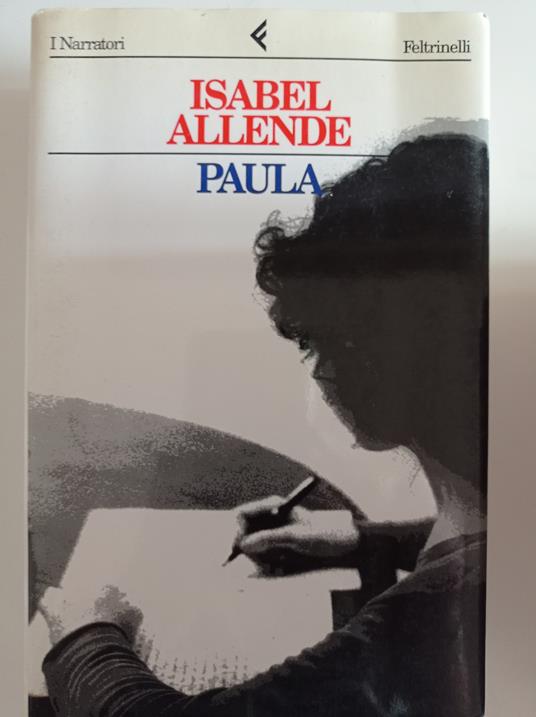 I Narratori Feltrinelli
ISABEL
ALLENDE
PAULA